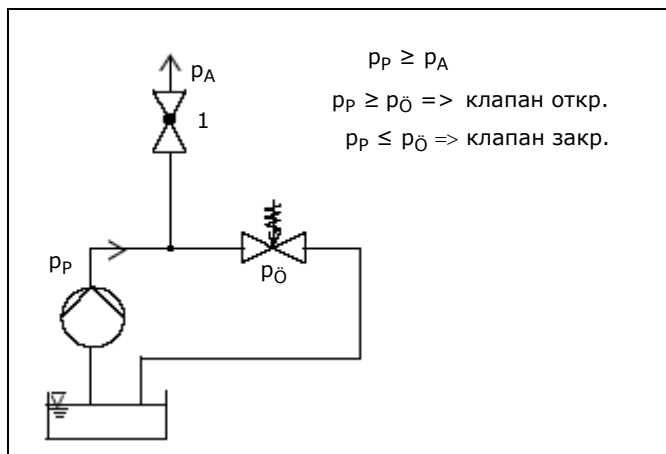 p_P ≥ p_A
p_P ≥ p_Ö => клапан откр.
p_P ≤ p_Ö => клапан закр.
p_A
1
p_P
p_Ö